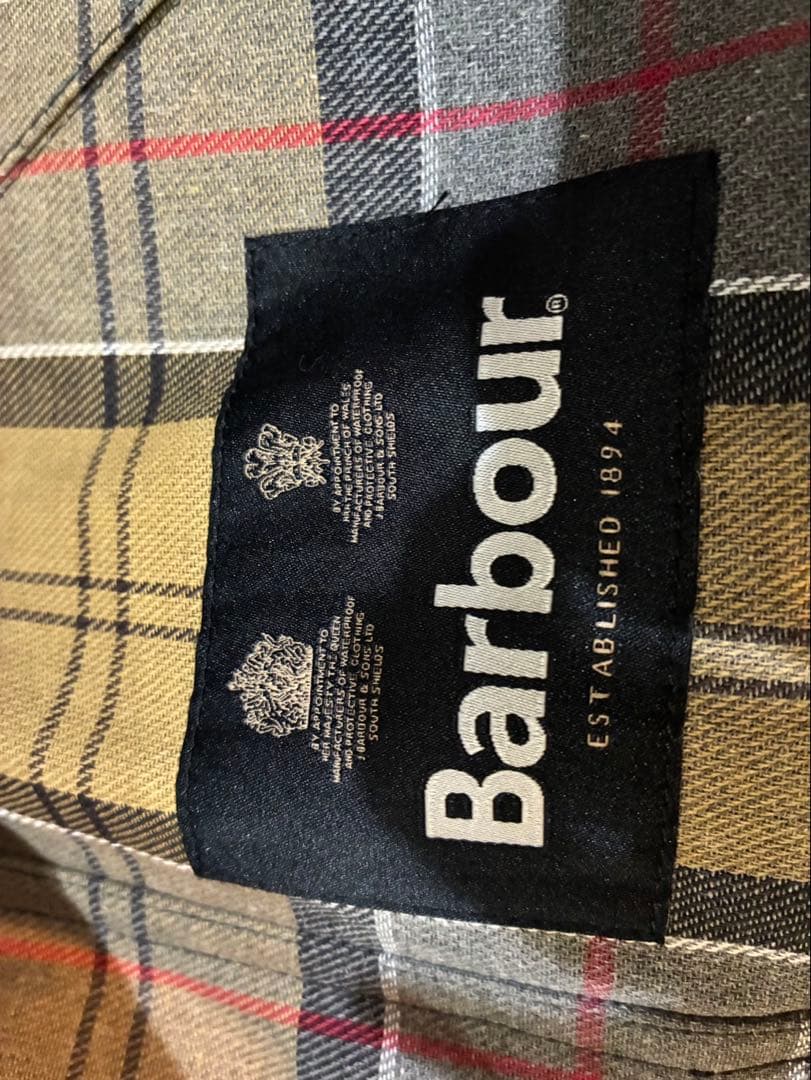 BY APPOINTMENT TO
HER MAJESTY THE QUEEN
MANUFACTURERS OF WATERPROOF
AND PROTECTIVE CLOTHING
J BARBOUR & SONS LTD
SOUTH SHIELDS
BY APPOINTMENT TO
HRH THE PRINCE OF WALES
MANUFACTURERS OF WATERPROOF
AND PROTECTIVE CLOTHING
J BARBOUR & SONS LTD
SOUTH SHIELDS
Barbour®
ESTABLISHED 1894